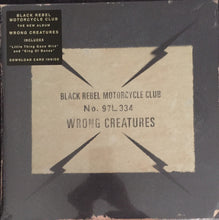 BLACK REBEL MOTORCYCLE CLUB
THE NEW ALBUM
WRONG CREATURES
INCLUDES
"Little Thing Gone Wild"
and "King Of Bones"
DOWNLOAD CARD INSIDE
BLACK REBEL MOTORCYCLE CLUB
No. 97L 334
WRONG CREATURES